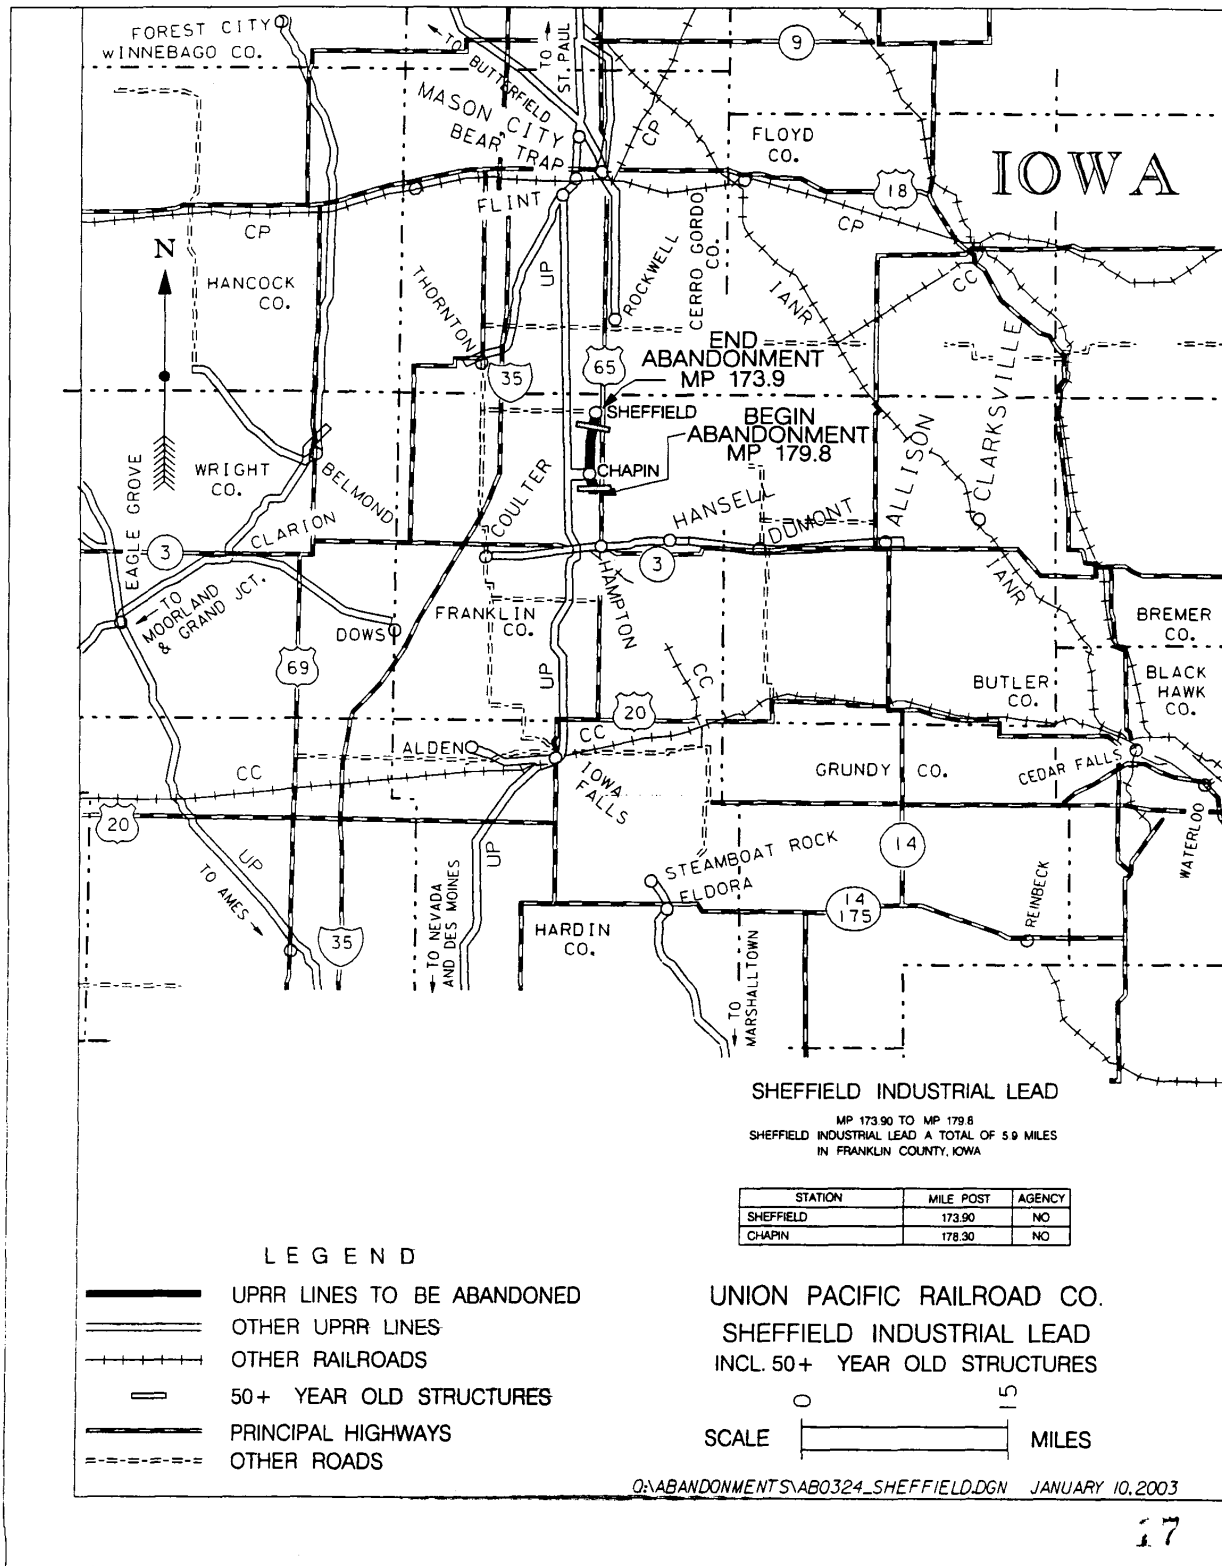 FOREST CITY
WINNEBAGO CO.
TO
BUTTERFIELD
TO
ST. PAUL
9
MASON CITY
BEAR TRAP
CP
FLOYD
CO.
IOWA
18
FLINT
CP
CP
N
HANCOCK
CO.
THORNTON
UP
ROCKWELL
CERRO GORDO
CO.
IANR
CC
35
65
END
ABANDONMENT
MP 173.9
SHEFFIELD
BEGIN
ABANDONMENT
MP 179.8
CHAPIN
CLARKSVILLE
ALLISON
EAGLE GROVE
WRIGHT
CO.
BELMOND
COULTER
HANSELL
DUMONT
CLARION
3
3
IANR
TO
MOORLAND
& GRAND JCT.
DOWS
FRANKLIN
CO.
HAMPTON
BREMER
CO.
69
UP
CC
20
BUTLER
CO.
BLACK
HAWK
CO.
ALDEN
CC
CC
IOWA
FALLS
GRUNDY CO.
CEDAR FALLS
WATERLOO
20
UP
UP
14
STEAMBOAT ROCK
ELDORA
TO AMES
14
175
REINBECK
35
TO NEVADA
AND DES MOINES
HARDIN
CO.
TO
MARSHALLTOWN
SHEFFIELD INDUSTRIAL LEAD
MP 173.90 TO MP 179.8
SHEFFIELD INDUSTRIAL LEAD A TOTAL OF 5.9 MILES
IN FRANKLIN COUNTY, IOWA
STATION MILE POST AGENCY
SHEFFIELD 173.90 NO
CHAPIN 178.30 NO
LEGEND
UPRR LINES TO BE ABANDONED
OTHER UPRR LINES
OTHER RAILROADS
50+ YEAR OLD STRUCTURES
PRINCIPAL HIGHWAYS
OTHER ROADS
UNION PACIFIC RAILROAD CO.
SHEFFIELD INDUSTRIAL LEAD
INCL. 50+ YEAR OLD STRUCTURES
0 15
SCALE MILES
O:\ABANDONMENTS\AB0324_SHEFFIELD.DGN JANUARY 10, 2003
17